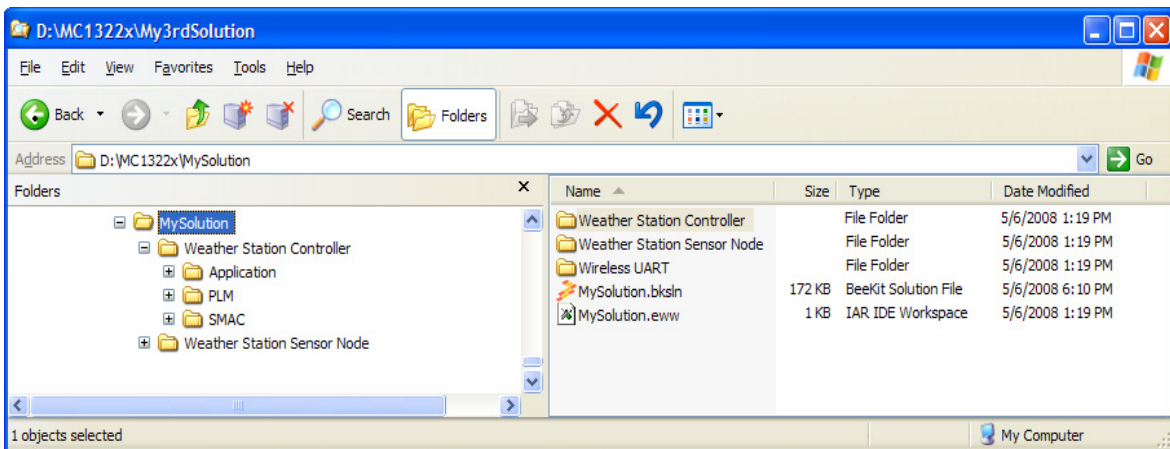 D:\MC1322x\My3rdSolution
File Edit View Favorites Tools Help
Back Search Folders
Address D:\MC1322x\MySolution Go
Folders x Name Size Type Date Modified
MySolution
Weather Station Controller
Application
PLM
SMAC
Weather Station Sensor Node
Weather Station Controller File Folder 5/6/2008 1:19 PM
Weather Station Sensor Node File Folder 5/6/2008 1:19 PM
Wireless UART File Folder 5/6/2008 1:19 PM
MySolution.bksln 172 KB BeeKit Solution File 5/6/2008 6:10 PM
MySolution.eww 1 KB IAR IDE Workspace 5/6/2008 1:19 PM
1 objects selected My Computer